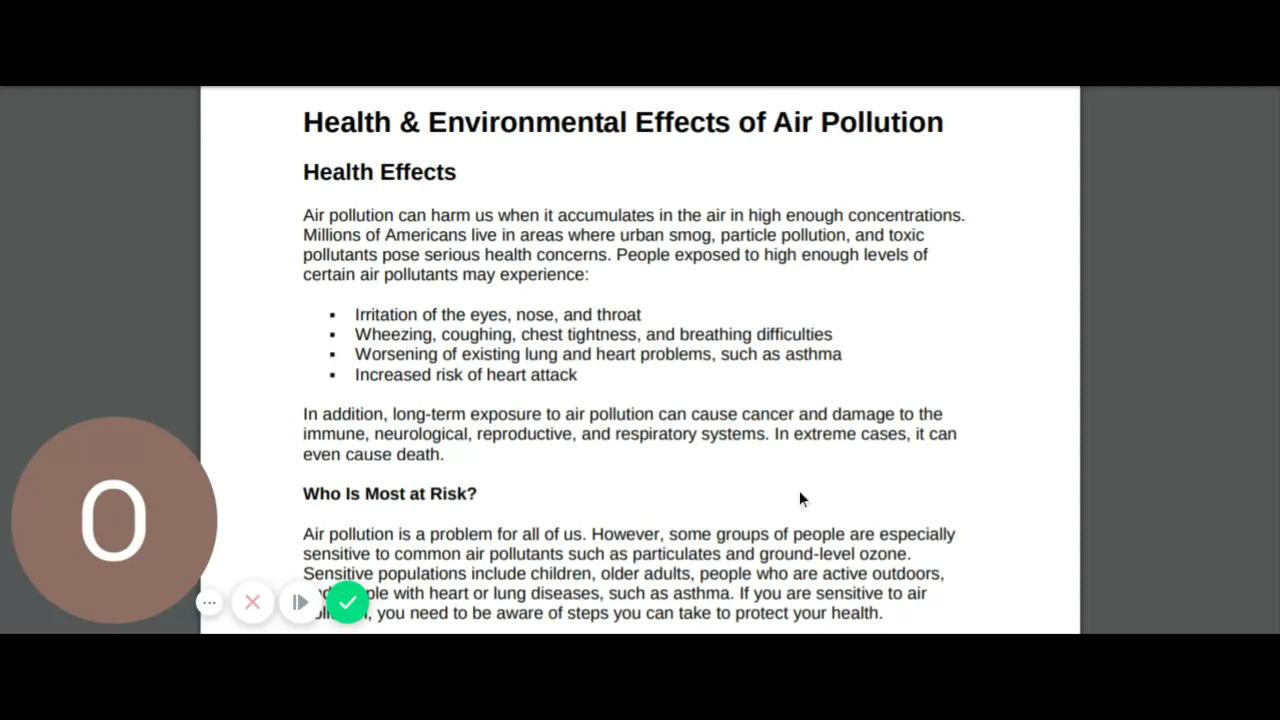 Health & Environmental Effects of Air Pollution
Health Effects
Air pollution can harm us when it accumulates in the air in high enough concentrations.
Millions of Americans live in areas where urban smog, particle pollution, and toxic
pollutants pose serious health concerns. People exposed to high enough levels of
certain air pollutants may experience:
▪ Irritation of the eyes, nose, and throat
▪ Wheezing, coughing, chest tightness, and breathing difficulties
▪ Worsening of existing lung and heart problems, such as asthma
▪ Increased risk of heart attack
In addition, long-term exposure to air pollution can cause cancer and damage to the
immune, neurological, reproductive, and respiratory systems. In extreme cases, it can
even cause death.
Who Is Most at Risk?
Air pollution is a problem for all of us. However, some groups of people are especially
sensitive to common air pollutants such as particulates and ground-level ozone.
Sensitive populations include children, older adults, people who are active outdoors,
with heart or lung diseases, such as asthma. If you are sensitive to air
you need to be aware of steps you can take to protect your health.
O